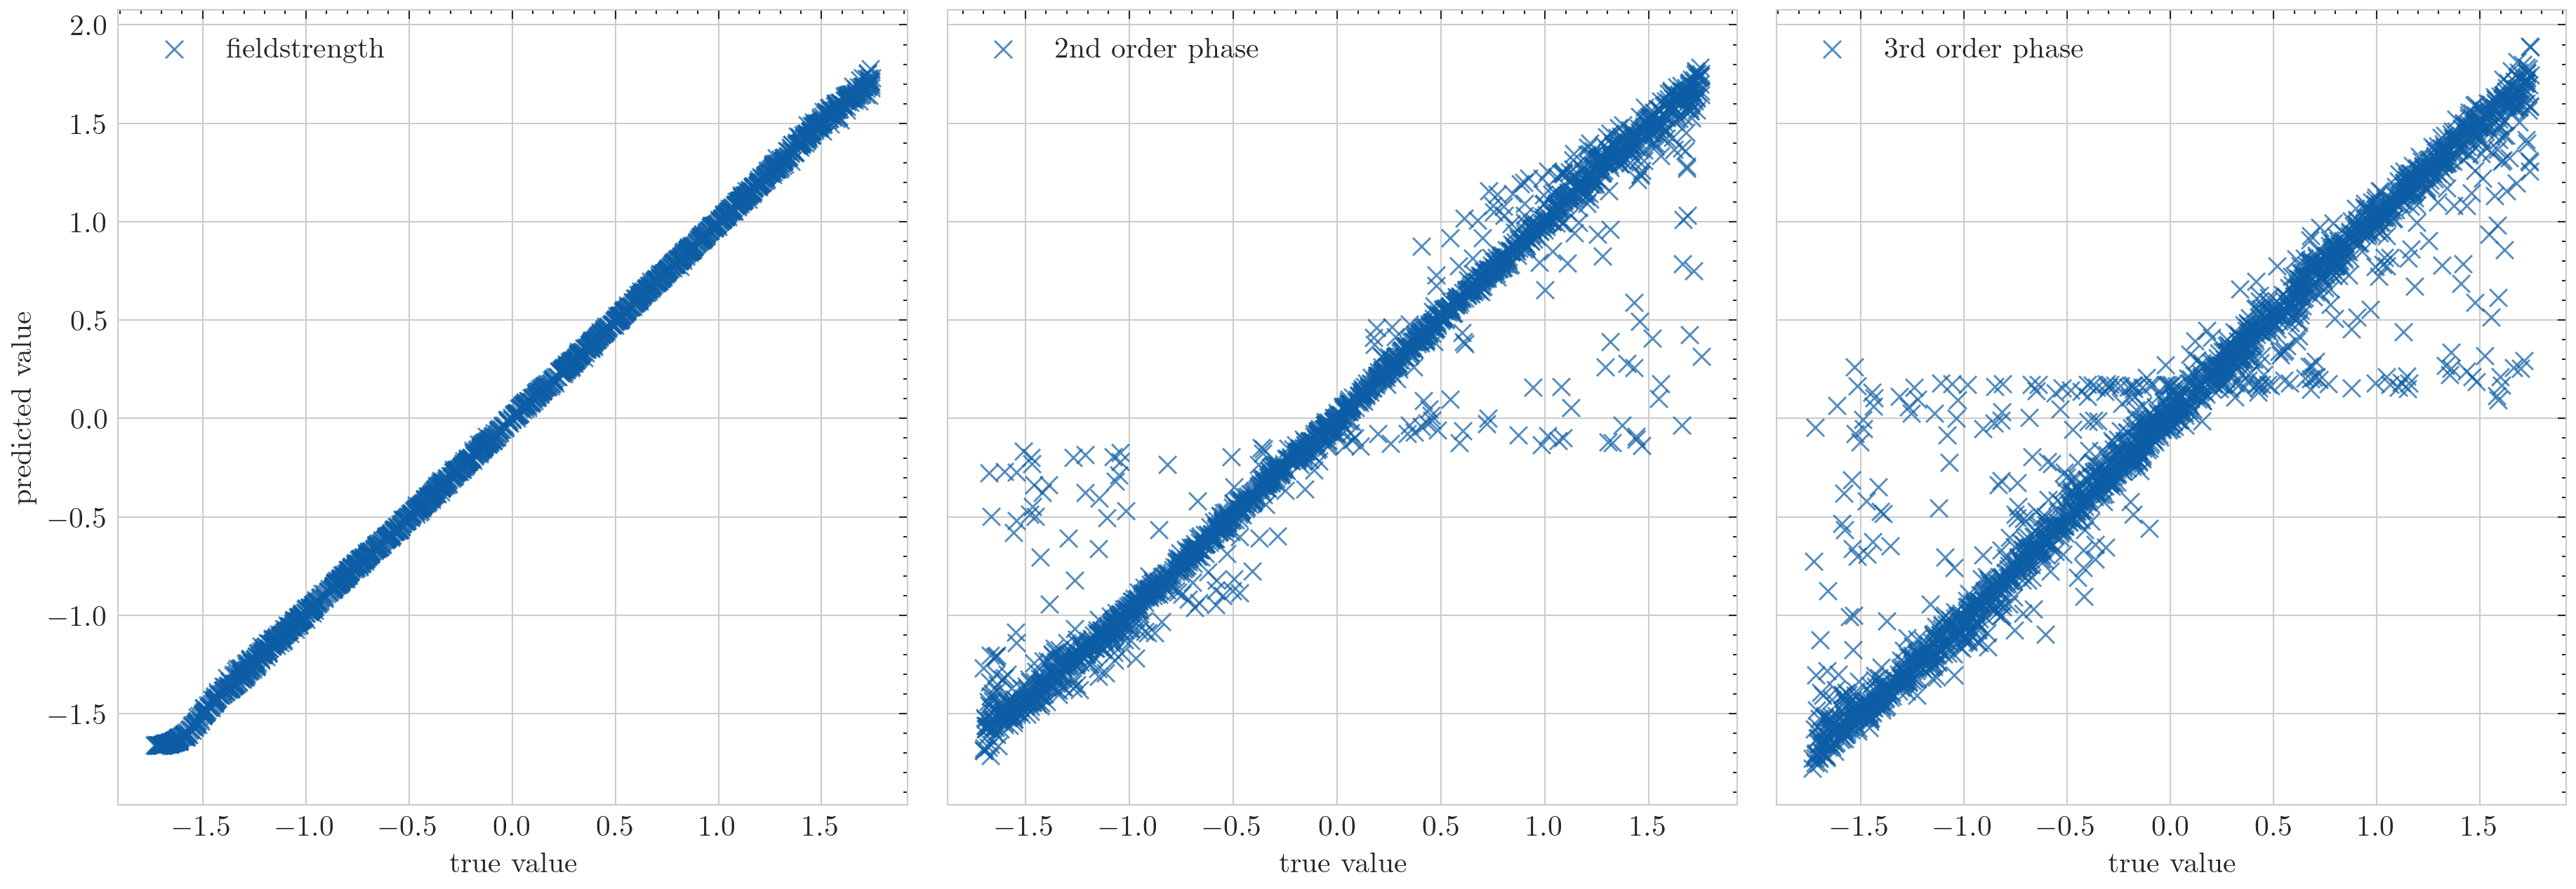 fieldstrength
2nd order phase
3rd order phase
2.0
1.5
1.0
0.5
0.0
−0.5
−1.0
−1.5
predicted value
−1.5 −1.0 −0.5 0.0 0.5 1.0 1.5
−1.5 −1.0 −0.5 0.0 0.5 1.0 1.5
−1.5 −1.0 −0.5 0.0 0.5 1.0 1.5
true value
true value
true value